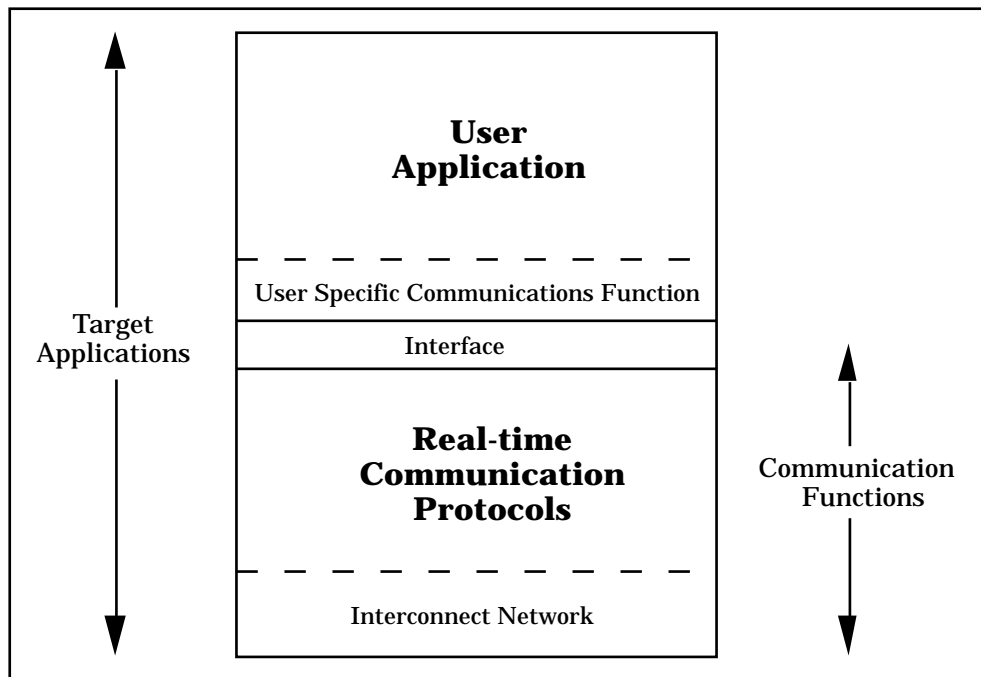 User
Application
User Specific Communications Function
Target
Applications
Interface
Real-time
Communication
Protocols
Communication
Functions
Interconnect Network